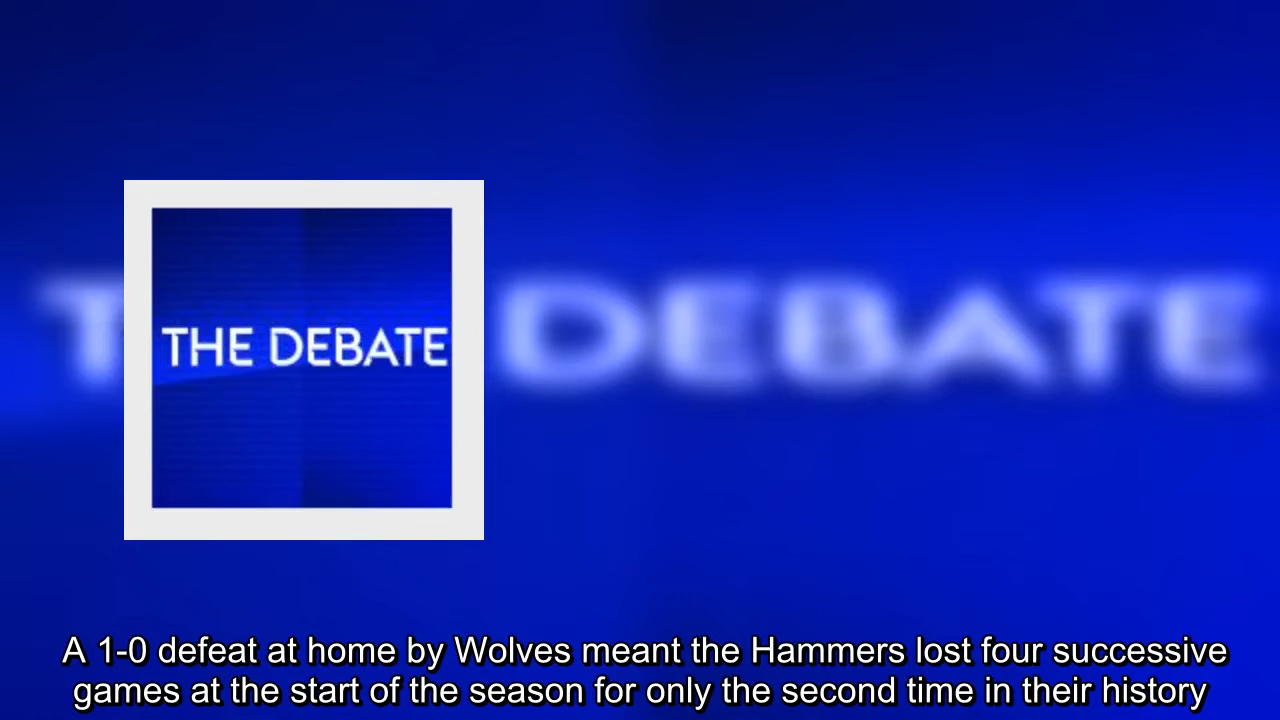 THE DEBATE
T DEBATE
A 1-0 defeat at home by Wolves meant the Hammers lost four successive
games at the start of the season for only the second time in their history